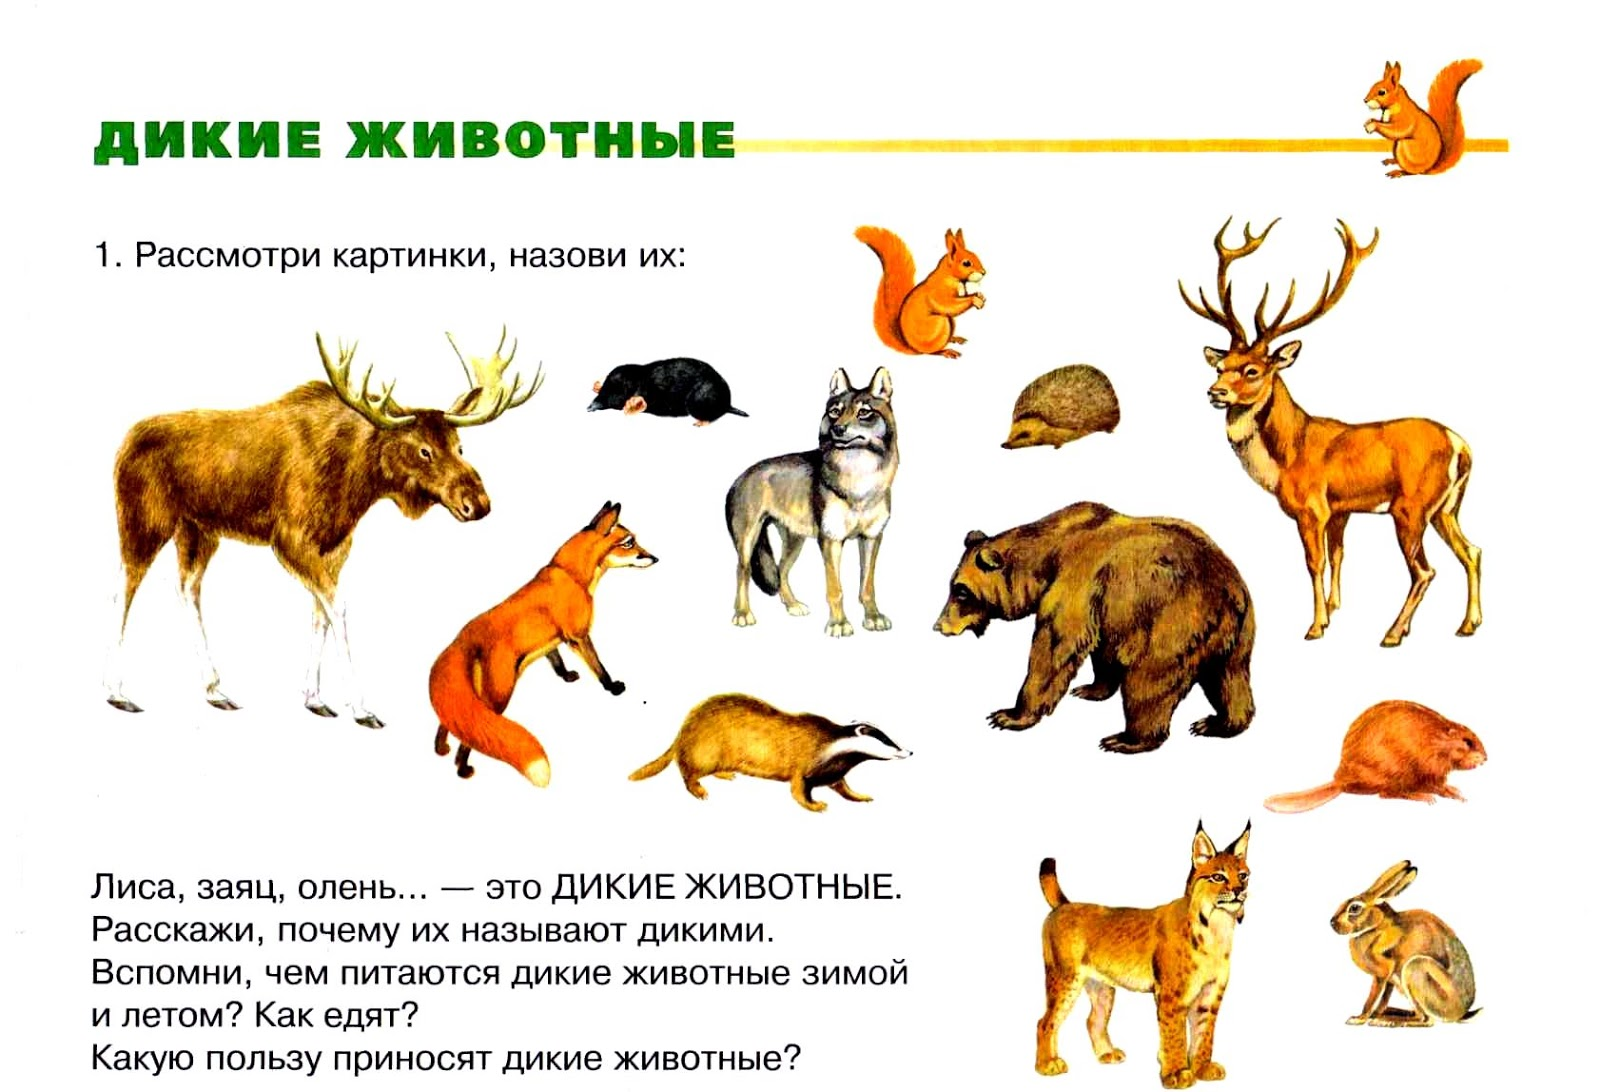 ДИКИЕ ЖИВОТНЫЕ
1. Рассмотри картинки, назови их:
Лиса, заяц, олень... — это ДИКИЕ ЖИВОТНЫЕ.
Расскажи, почему их называют дикими.
Вспомни, чем питаются дикие животные зимой
и летом? Как едят?
Какую пользу приносят дикие животные?